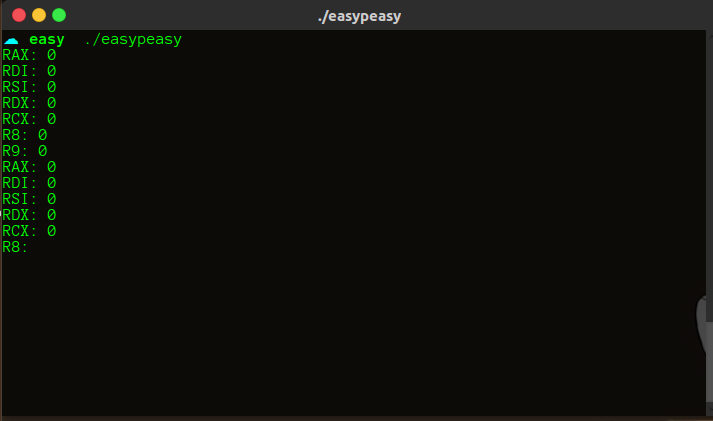 ./easypeasy
easy ./easypeasy
RAX: 0
RDI: 0
RSI: 0
RDX: 0
RCX: 0
R8: 0
R9: 0
RAX: 0
RDI: 0
RSI: 0
RDX: 0
RCX: 0
R8: